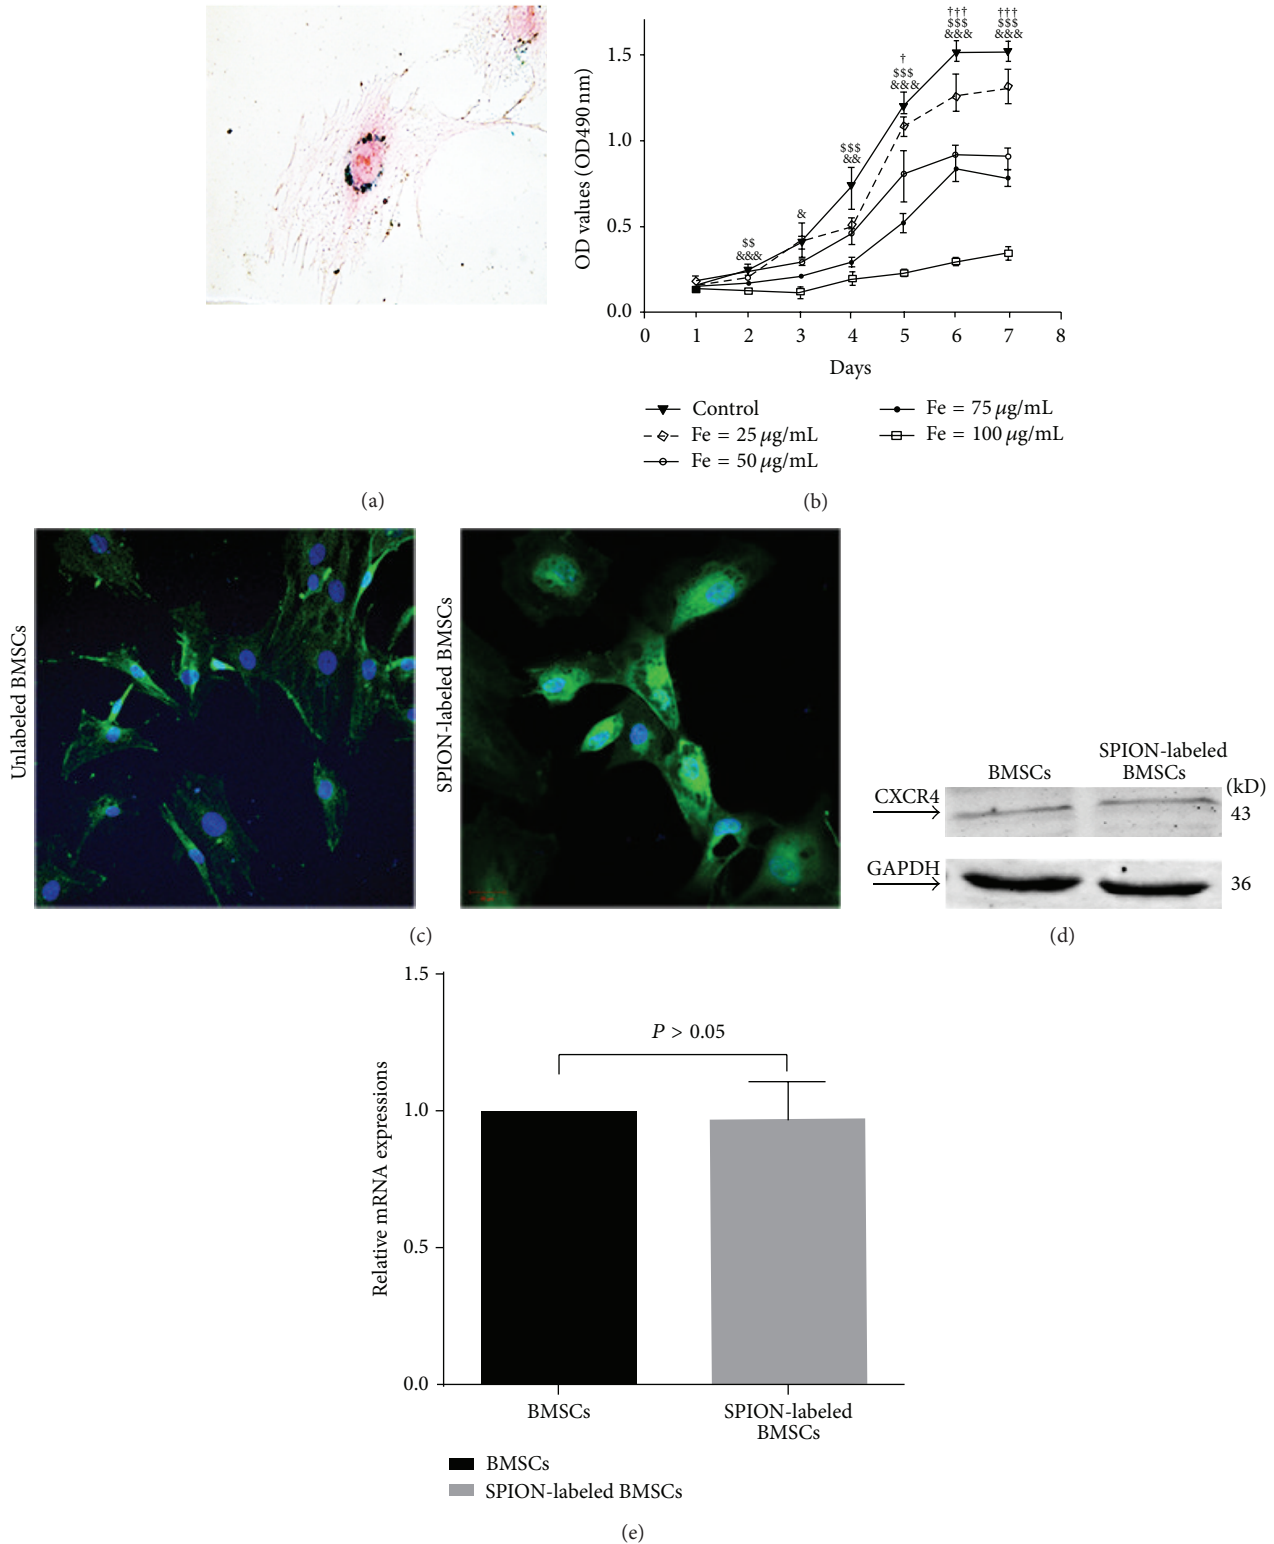 ††† †††
$$$ $$$
&&& &&&
†
$$$
&&&
$$$
&&
&
$$
&&&
OD values (OD490 nm)
1.5
1.0
0.5
0.0
0 1 2 3 4 5 6 7 8
Days
Control
Fe = 25 μg/mL
Fe = 50 μg/mL
Fe = 75 μg/mL
Fe = 100 μg/mL
(a)
(b)
Unlabeled BMSCs
SPION-labeled BMSCs
(c)
BMSCs
SPION-labeled
BMSCs
(kD)
CXCR4
43
GAPDH
36
(d)
Relative mRNA expressions
1.5
1.0
0.5
0.0
P > 0.05
BMSCs
SPION-labeled
BMSCs
BMSCs
SPION-labeled BMSCs
(e)